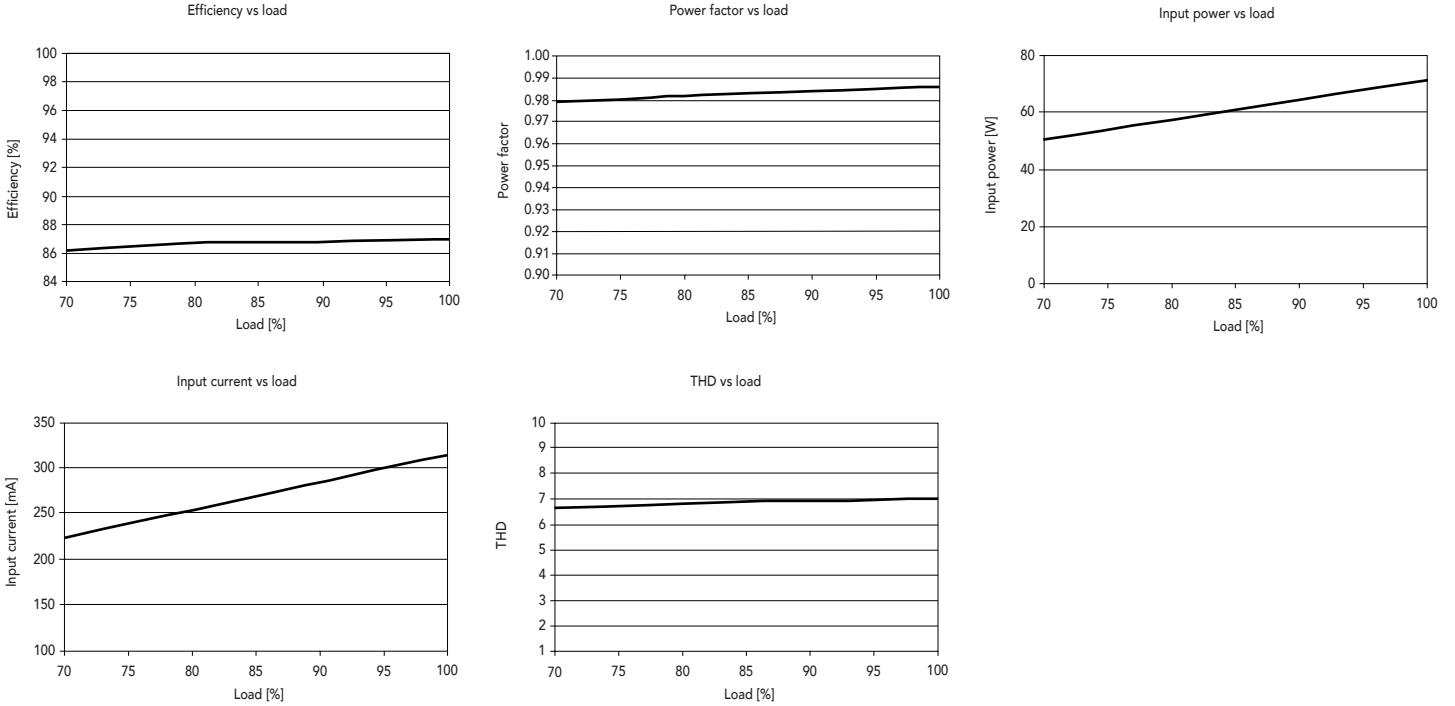 Efficiency vs load
Efficiency [%]
100
98
96
94
92
90
88
86
84
70 75 80 85 90 95 100
Load [%]
Power factor vs load
Power factor
1.00
0.99
0.98
0.97
0.96
0.95
0.94
0.93
0.92
0.91
0.90
70 75 80 85 90 95 100
Load [%]
Input power vs load
Input power [W]
80
60
40
20
0
70 75 80 85 90 95 100
Load [%]
Input current vs load
Input current [mA]
350
300
250
200
150
100
70 75 80 85 90 95 100
Load [%]
THD vs load
THD
10
9
8
7
6
5
4
3
2
1
70 75 80 85 90 95 100
Load [%]